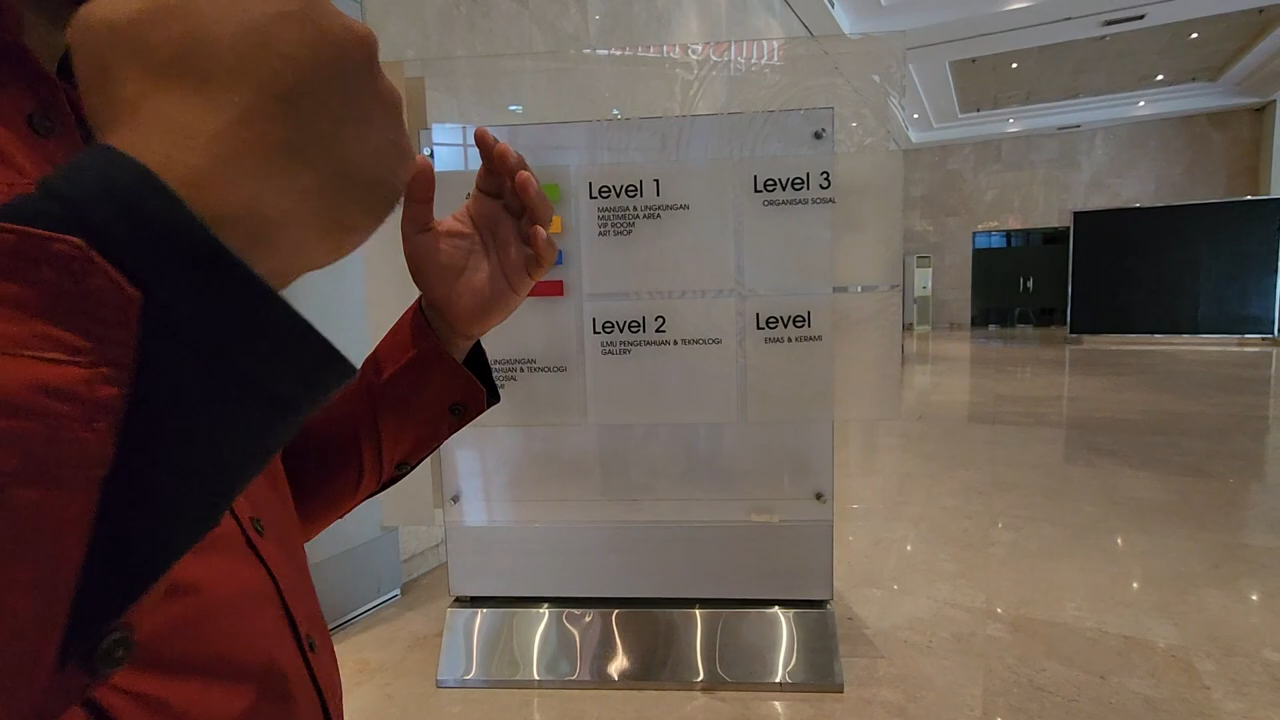 Level 1
MANUSIA & LINGKUNGAN
MULTIMEDIA AREA
VIP ROOM
ART SHOP
Level 3
ORGANISASI SOSIAL
Level 2
ILMU PENGETAHUAN & TEKNOLOGI
GALLERY
Level
EMAS & KERAMI
LINGKUNGAN
TAHUAN & TEKNOLOGI
SOSIAL